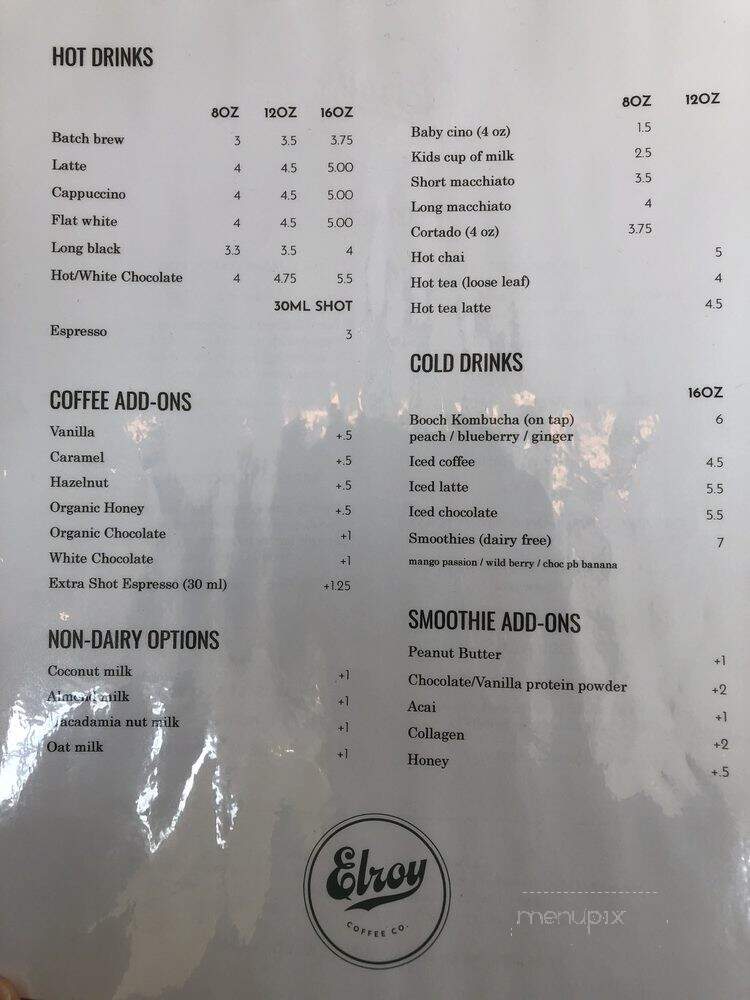 HOT DRINKS
8OZ 12OZ 16OZ
Batch brew 3 3.5 3.75
Latte 4 4.5 5.00
Cappuccino 4 4.5 5.00
Flat white 4 4.5 5.00
Long black 3.3 3.5 4
Hot/White Chocolate 4 4.75 5.5
30ML SHOT
Espresso 3
COFFEE ADD-ONS
Vanilla +.5
Caramel +.5
Hazelnut +.5
Organic Honey +.5
Organic Chocolate +1
White Chocolate +1
Extra Shot Espresso (30 ml) +1.25
NON-DAIRY OPTIONS
Coconut milk +1
Almond milk +1
Macadamia nut milk +1
Oat milk +1
8OZ 12OZ
Baby cino (4 oz) 1.5
Kids cup of milk 2.5
Short macchiato 3.5
Long macchiato 4
Cortado (4 oz) 3.75
Hot chai 5
Hot tea (loose leaf) 4
Hot tea latte 4.5
COLD DRINKS
16OZ
Booch Kombucha (on tap) 6
peach / blueberry / ginger
Iced coffee 4.5
Iced latte 5.5
Iced chocolate 5.5
Smoothies (dairy free) 7
mango passion / wild berry / choc pb banana
SMOOTHIE ADD-ONS
Peanut Butter +1
Chocolate/Vanilla protein powder +2
Acai +1
Collagen +2
Honey +.5
Elroy
COFFEE CO.
menupix